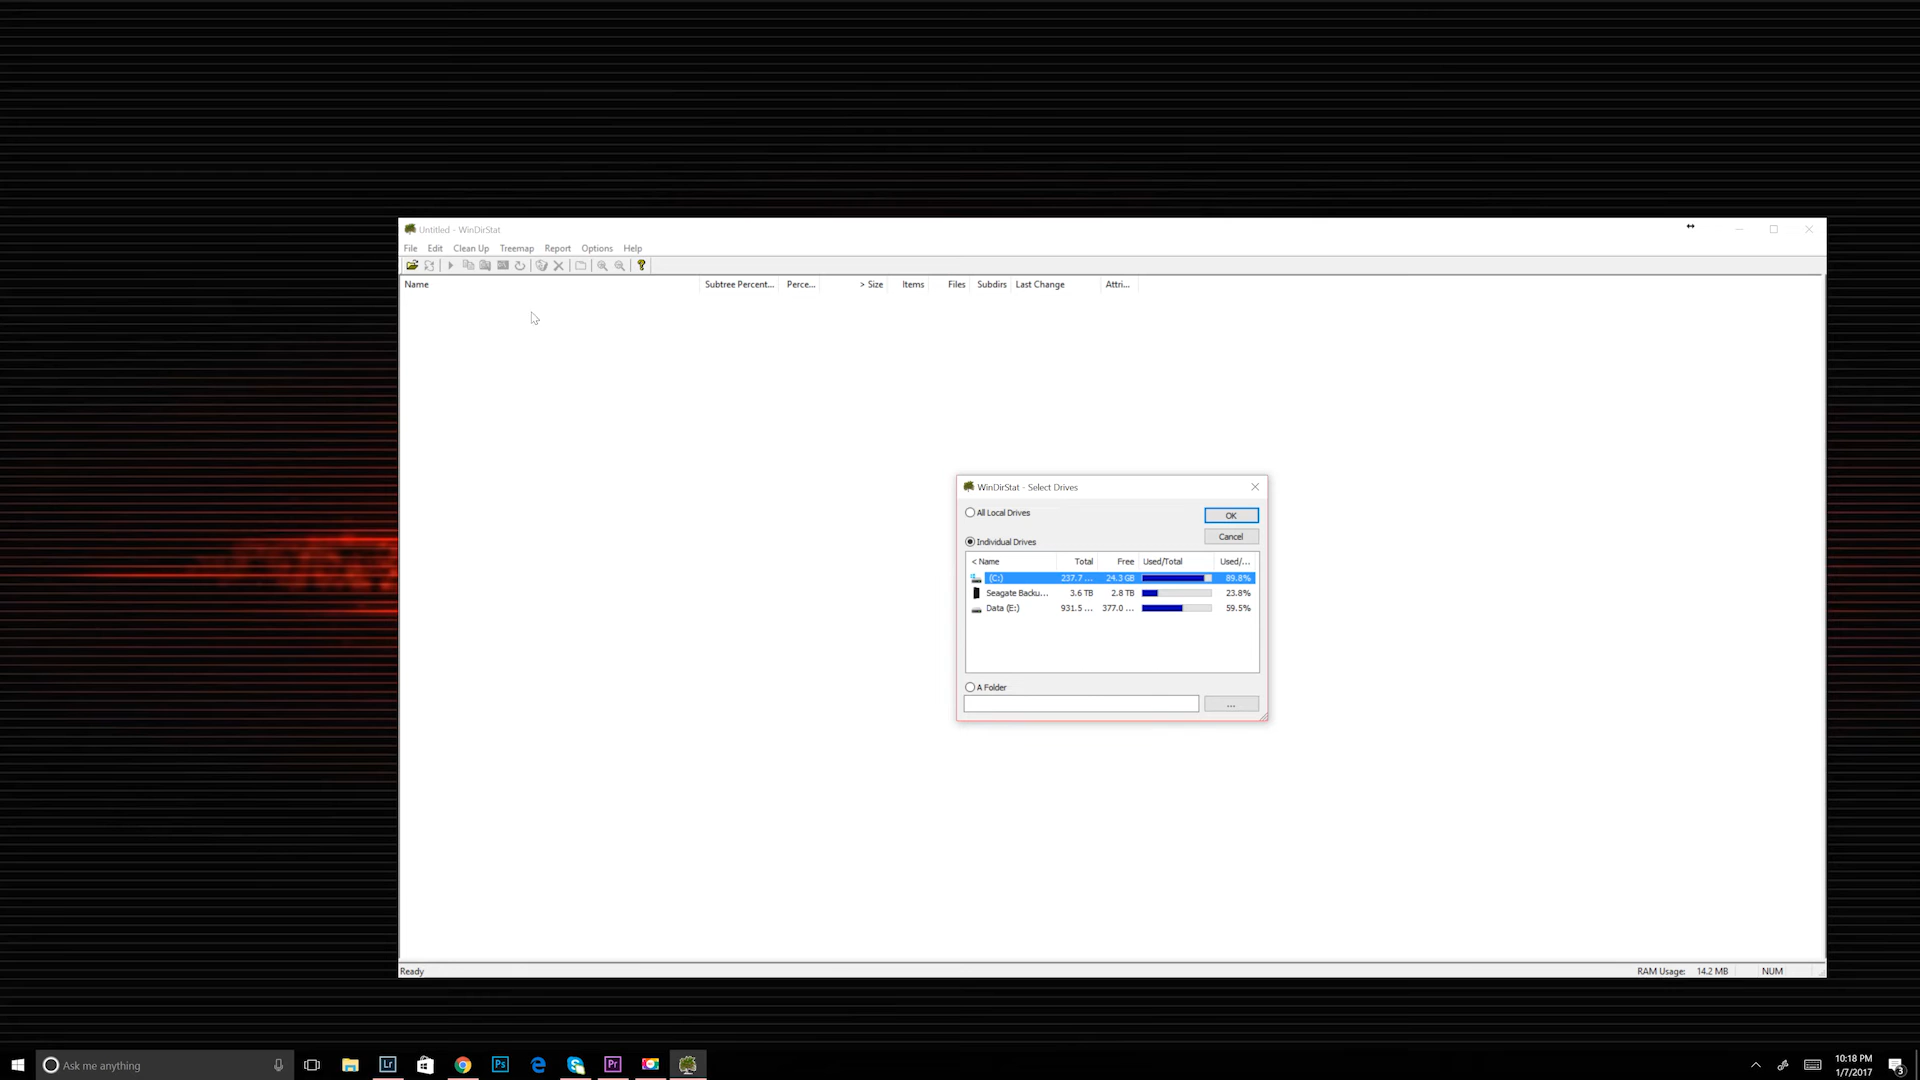 Untitled - WinDirStat
File Edit Clean Up Treemap Report Options Help
Name Subtree Percent... Perce... > Size Items Files Subdirs Last Change Attri...
WinDirStat - Select Drives
All Local Drives
OK
Cancel
Individual Drives
< Name Total Free Used/Total Used/...
(C:) 237.7 ... 24.3 GB 89.8%
Seagate Backu... 3.6 TB 2.8 TB 23.8%
Data (E:) 931.5 ... 377.0 ... 59.5%
A Folder
...
Ready RAM Usage: 14.2 MB NUM
Ask me anything Lr Ps Pr 10:18 PM
1/7/2017 3